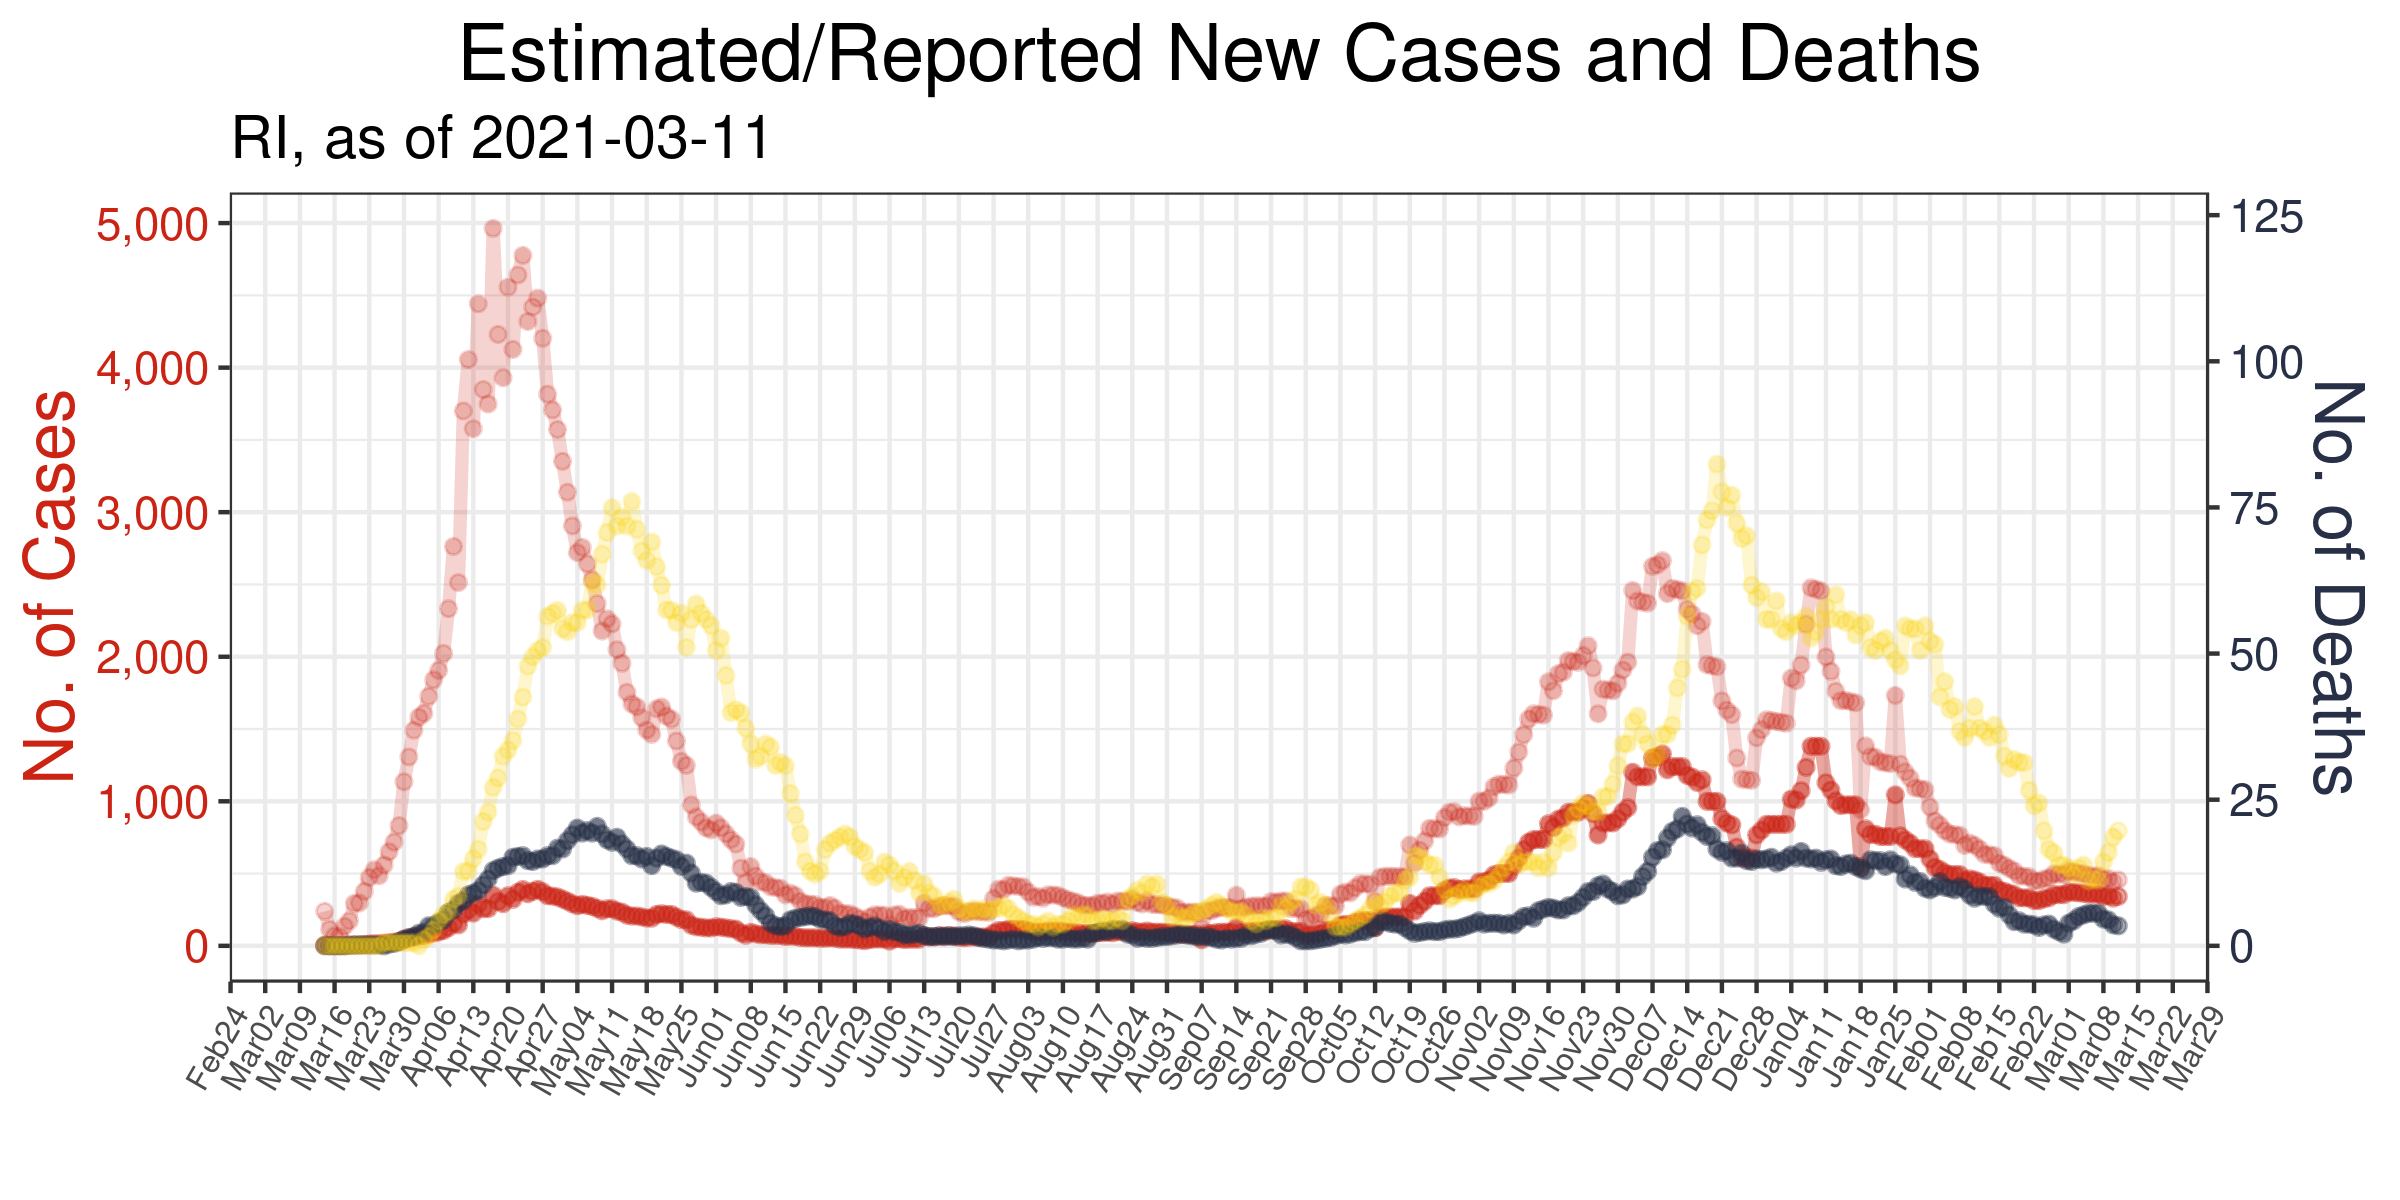 Estimated/Reported New Cases and Deaths
RI, as of 2021-03-11
No. of Cases
5,000
4,000
3,000
2,000
1,000
0
125
100
75
50
25
0
No. of Deaths
Feb24
Mar02
Mar09
Mar16
Mar23
Mar30
Apr06
Apr13
Apr20
Apr27
May04
May11
May18
May25
Jun01
Jun08
Jun15
Jun22
Jun29
Jul06
Jul13
Jul20
Jul27
Aug03
Aug10
Aug17
Aug24
Aug31
Sep07
Sep14
Sep21
Sep28
Oct05
Oct12
Oct19
Oct26
Nov02
Nov09
Nov16
Nov23
Nov30
Dec07
Dec14
Dec21
Dec28
Dec04
Jan11
Jan18
Jan25
Feb01
Feb08
Feb15
Feb22
Mar01
Mar08
Mar15
Mar22
Mar29